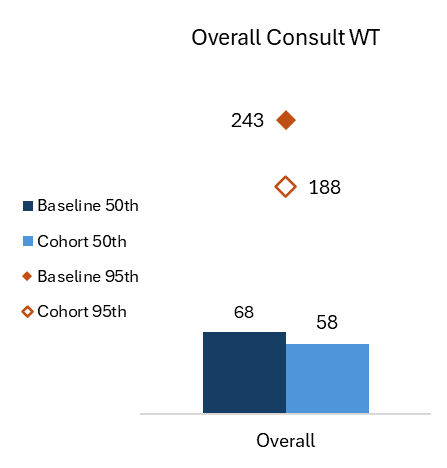 Overall Consult WT
243
188
Baseline 50th
Cohort 50th
Baseline 95th
Cohort 95th
68
58
Overall